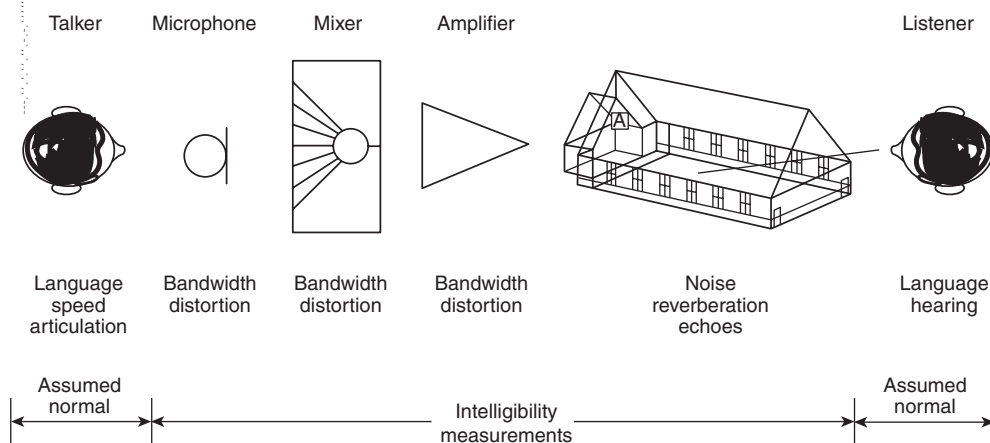 Talker
Microphone
Mixer
Amplifier
Listener
A
Language
speed
articulation
Bandwidth
distortion
Bandwidth
distortion
Bandwidth
distortion
Noise
reverberation
echoes
Language
hearing
Assumed
normal
Intelligibility
measurements
Assumed
normal